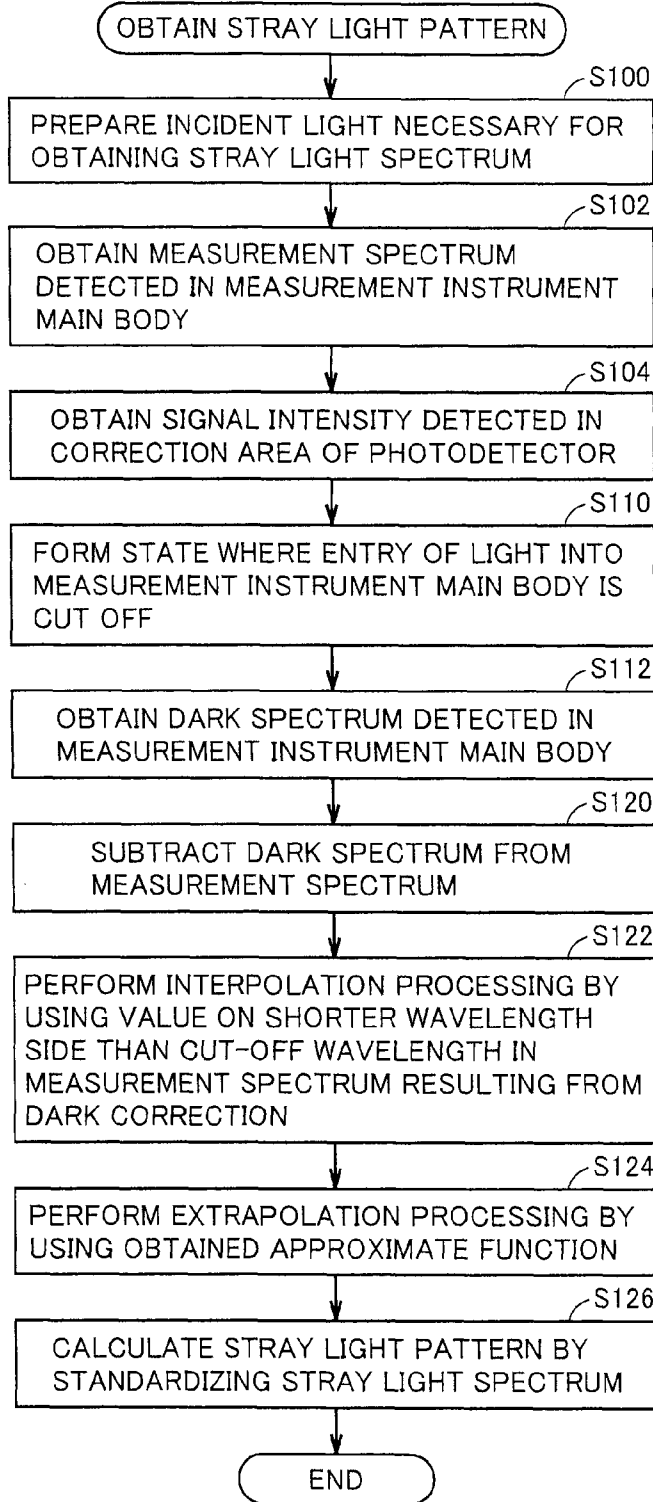 OBTAIN STRAY LIGHT PATTERN
S100
PREPARE INCIDENT LIGHT NECESSARY FOR
OBTAINING STRAY LIGHT SPECTRUM
S102
OBTAIN MEASUREMENT SPECTRUM
DETECTED IN MEASUREMENT INSTRUMENT
MAIN BODY
S104
OBTAIN SIGNAL INTENSITY DETECTED IN
CORRECTION AREA OF PHOTODETECTOR
S110
FORM STATE WHERE ENTRY OF LIGHT INTO
MEASUREMENT INSTRUMENT MAIN BODY IS
CUT OFF
S112
OBTAIN DARK SPECTRUM DETECTED IN
MEASUREMENT INSTRUMENT MAIN BODY
S120
SUBTRACT DARK SPECTRUM FROM
MEASUREMENT SPECTRUM
S122
PERFORM INTERPOLATION PROCESSING BY
USING VALUE ON SHORTER WAVELENGTH
SIDE THAN CUT-OFF WAVELENGTH IN
MEASUREMENT SPECTRUM RESULTING FROM
DARK CORRECTION
S124
PERFORM EXTRAPOLATION PROCESSING BY
USING OBTAINED APPROXIMATE FUNCTION
S126
CALCULATE STRAY LIGHT PATTERN BY
STANDARDIZING STRAY LIGHT SPECTRUM
END